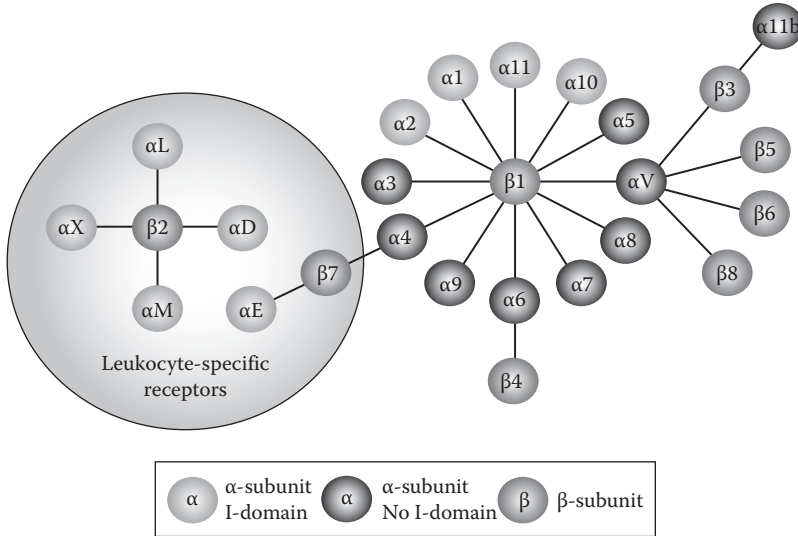 α11b
α11
α1
α10
β3
α2
α5
αL
β5
α3
β1
αV
β6
αX
β2
αD
α4
α8
β7
β8
α9
α7
α6
αE
αM
Leukocyte-specific
receptors
β4
α
α-subunit
I-domain
α
α-subunit
No I-domain
β
β-subunit